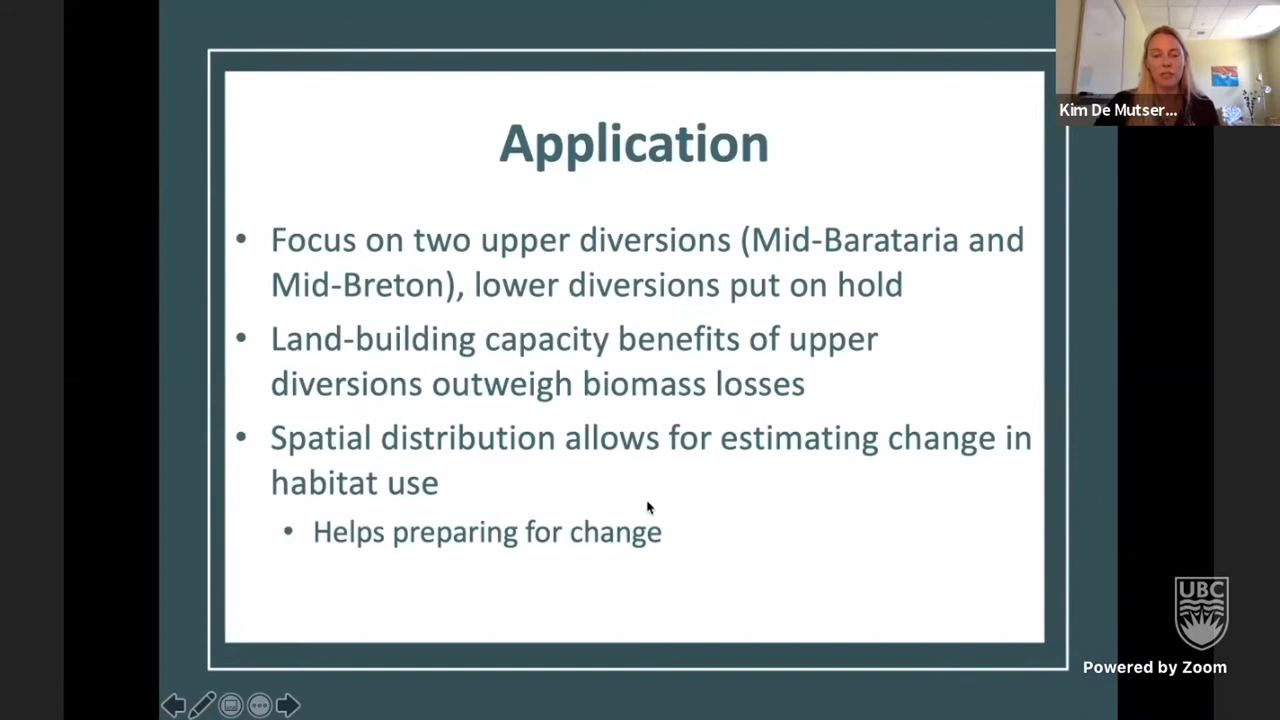 Application
• Focus on two upper diversions (Mid-Barataria and
Mid-Breton), lower diversions put on hold
• Land-building capacity benefits of upper
diversions outweigh biomass losses
• Spatial distribution allows for estimating change in
habitat use
• Helps preparing for change
Kim De Mutser...
UBC
Powered by Zoom